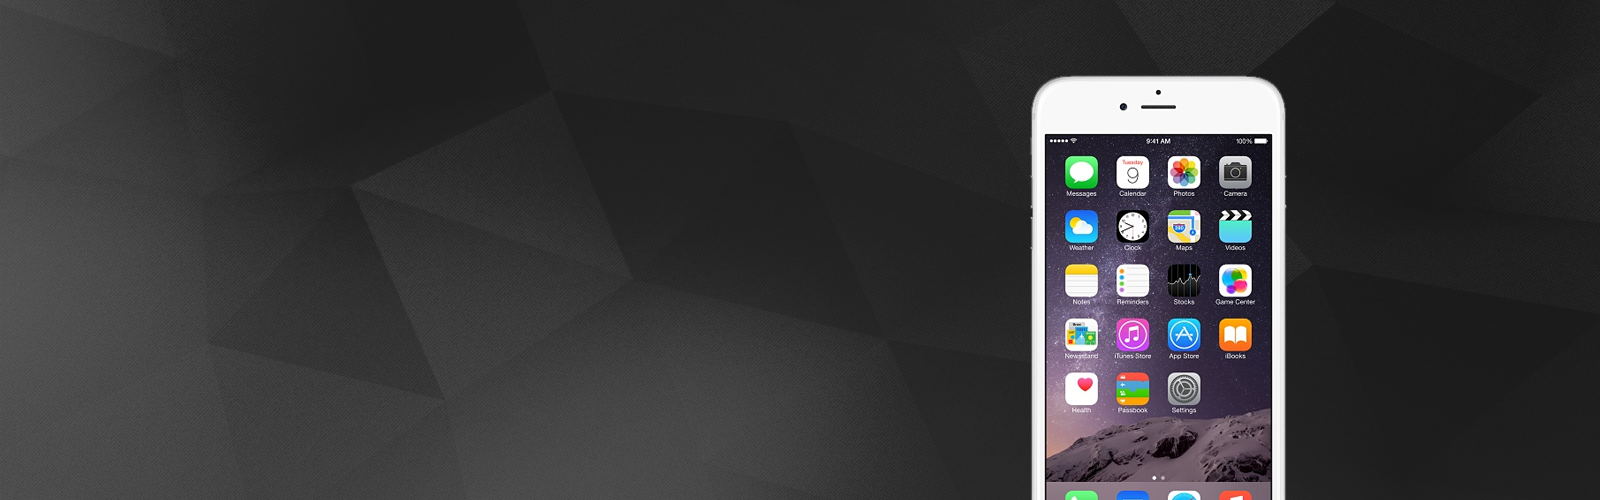 9:41 AM 100%
Tuesday
9
Messages Calendar Photos Camera
280
Weather Clock Maps Videos
Notes Reminders Stocks Game Center
Newsstand iTunes Store App Store iBooks
Health Passbook Settings